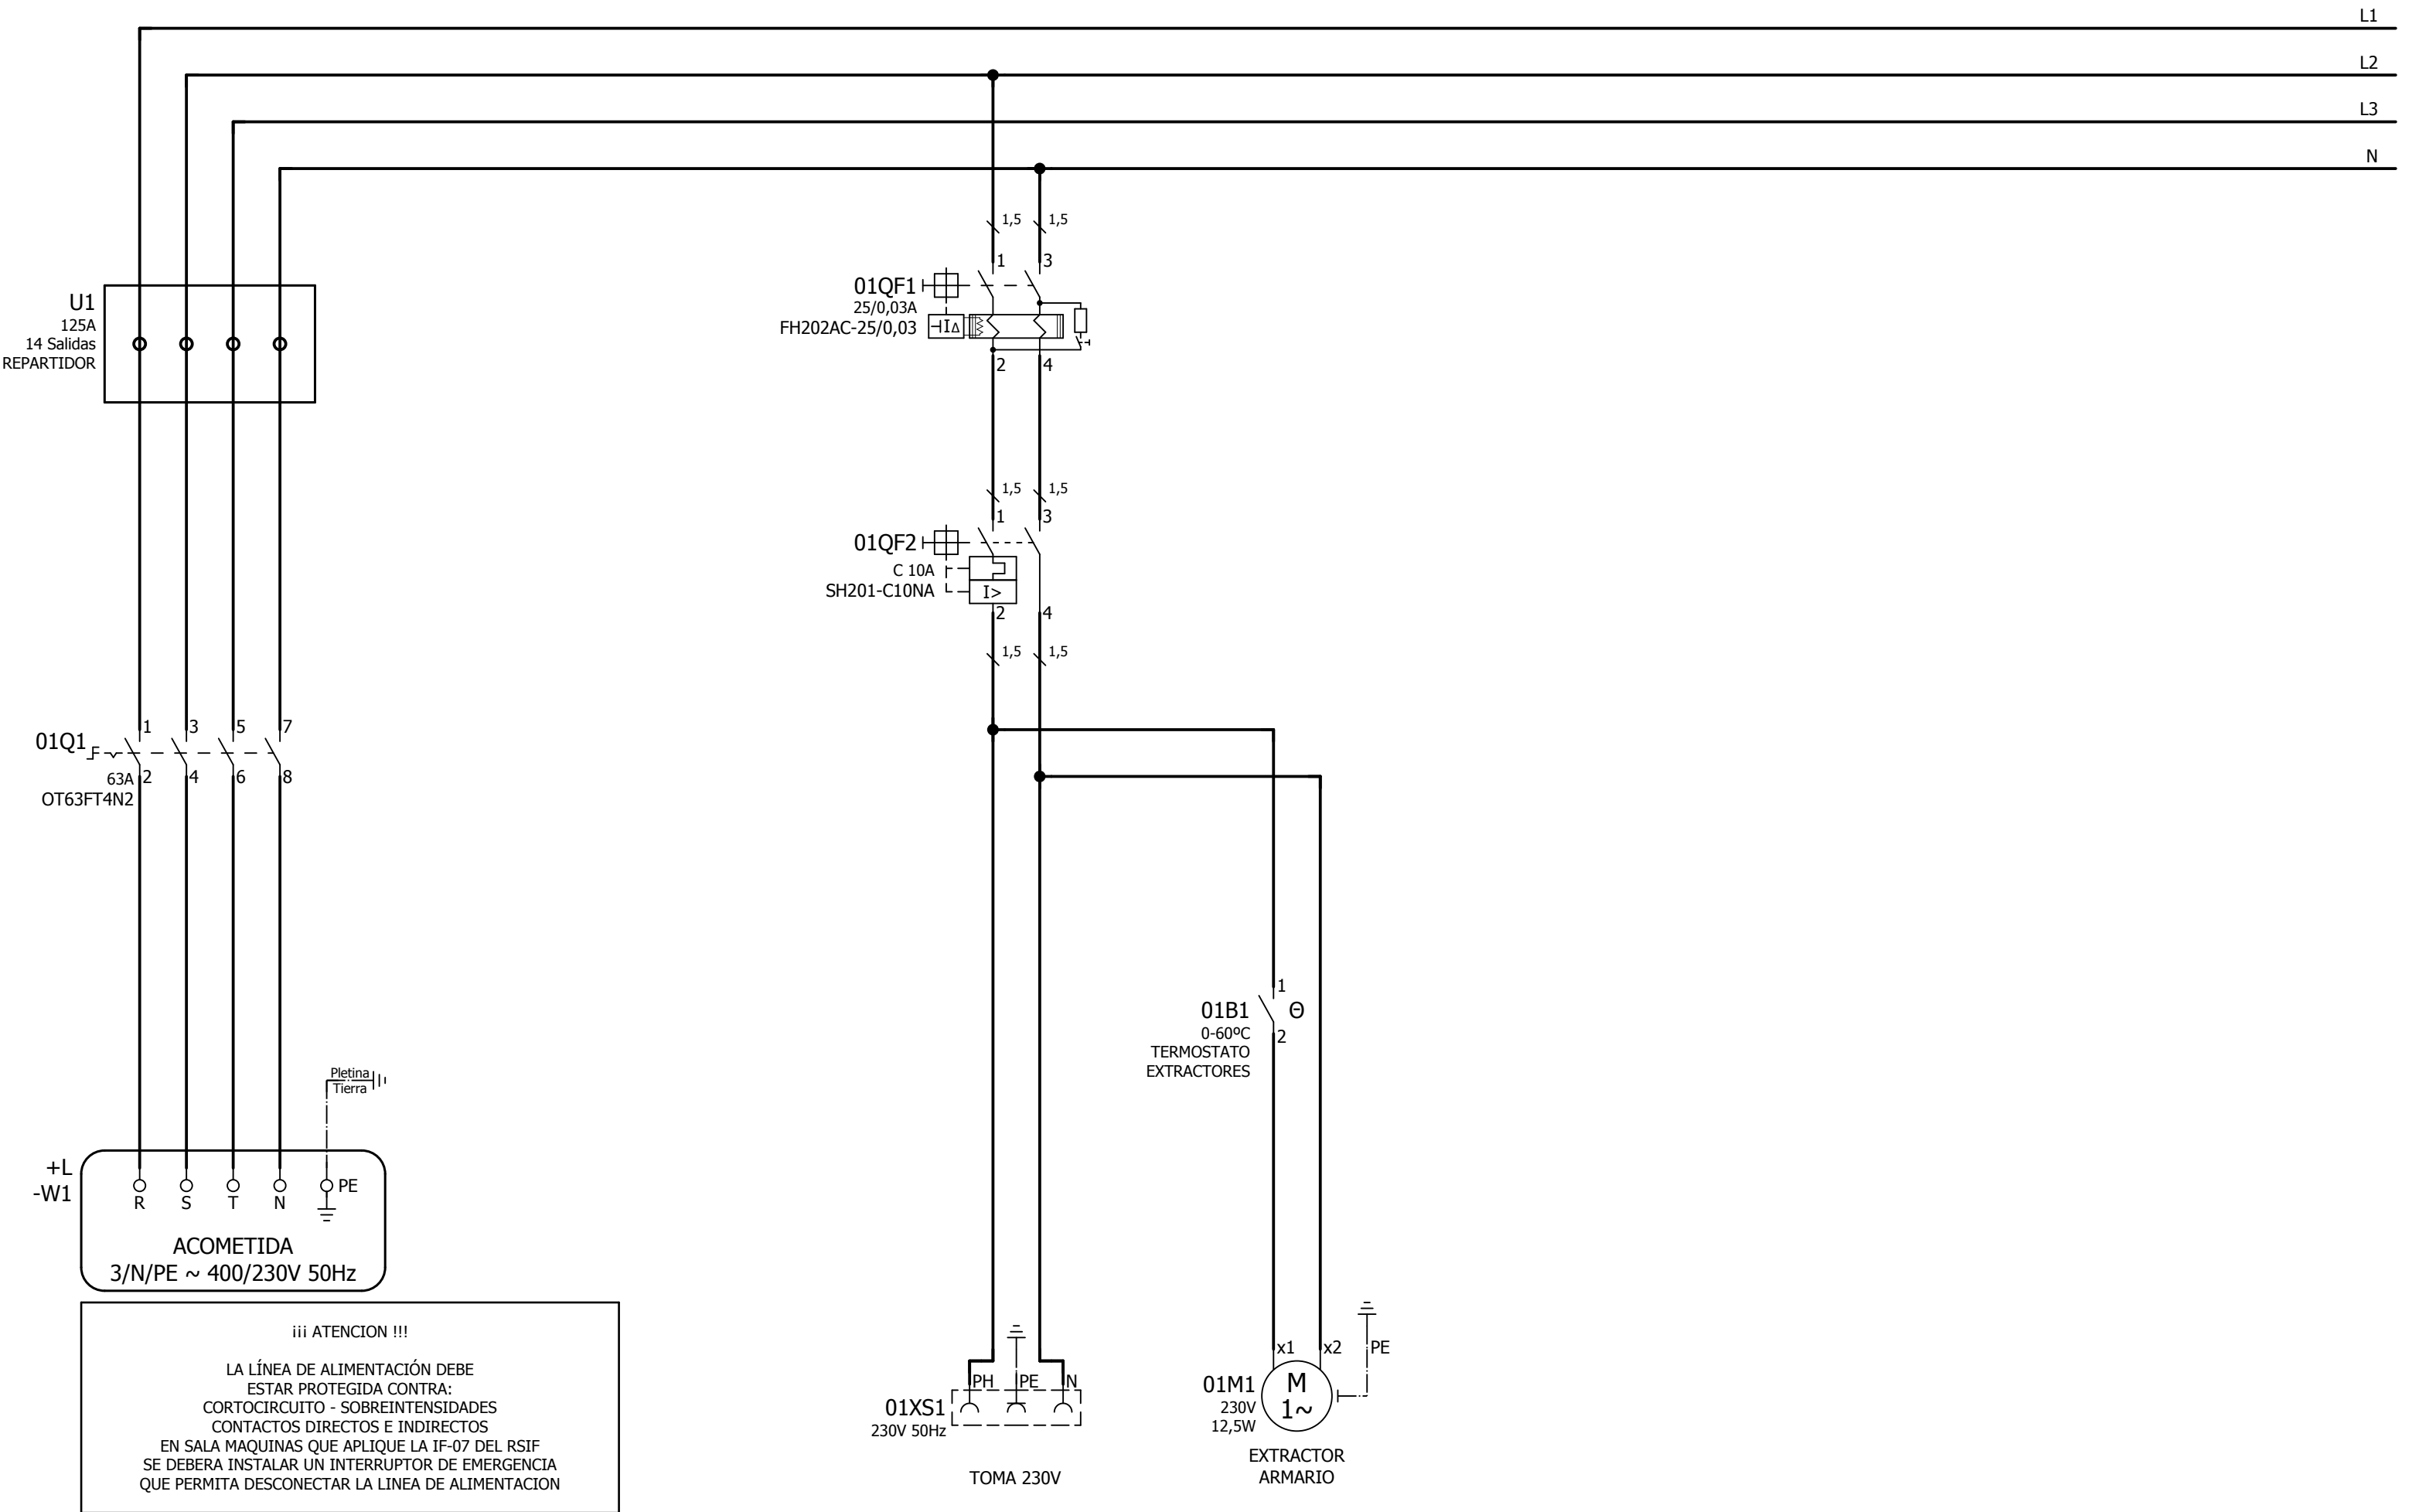 L1
L2
L3
N
1,5 1,5
1 3
01QF1
25/0,03A
FH202AC-25/0,03
I∆
T
2 4
U1
125A
14 Salidas
REPARTIDOR
1,5 1,5
1 3
01QF2
C 10A
SH201-C10NA
I>
2 4
1,5 1,5
1 3 5 7
01Q1
63A
OT63FT4N2
2 4 6 8
1
01B1 Θ
0-60ºC
2
TERMOSTATO
EXTRACTORES
Pletina
Tierra
+L
-W1
R S T N PE
ACOMETIDA
3/N/PE ~ 400/230V 50Hz
¡¡¡ ATENCION !!!
LA LÍNEA DE ALIMENTACIÓN DEBE
ESTAR PROTEGIDA CONTRA:
CORTOCIRCUITO - SOBREINTENSIDADES
CONTACTOS DIRECTOS E INDIRECTOS
EN SALA MAQUINAS QUE APLIQUE LA IF-07 DEL RSIF
SE DEBERA INSTALAR UN INTERRUPTOR DE EMERGENCIA
QUE PERMITA DESCONECTAR LA LINEA DE ALIMENTACION
PH PE N
01XS1
230V 50Hz
TOMA 230V
x1 x2 PE
01M1
230V
12,5W
M
1~
EXTRACTOR
ARMARIO